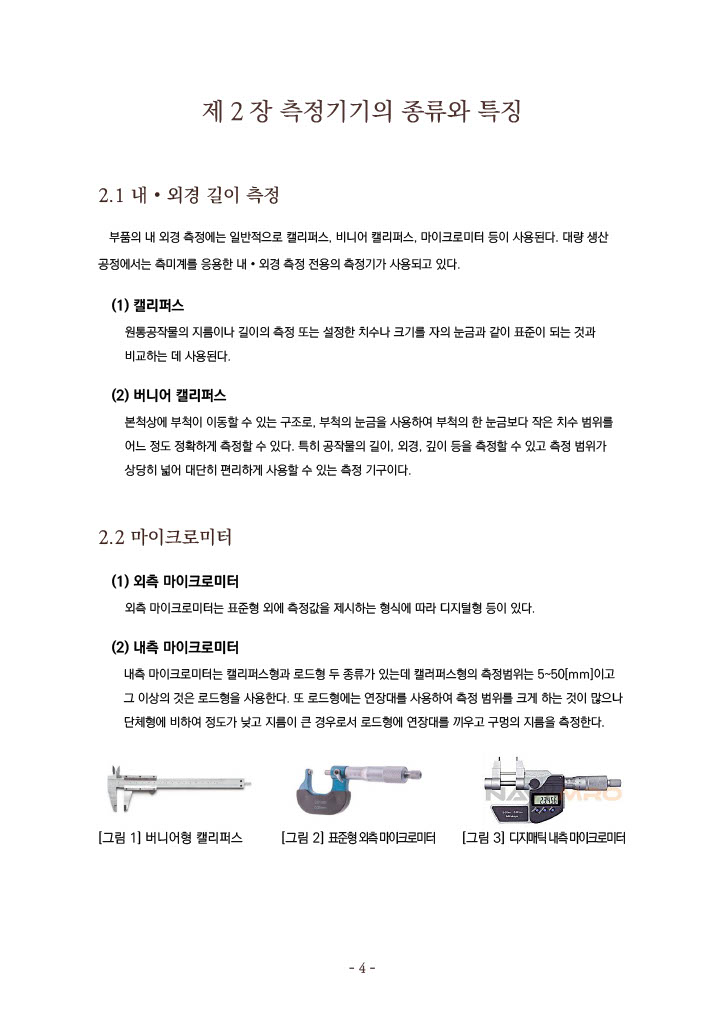 제 2 장 측정기기의 종류와 특징
2.1 내・외경 길이 측정
부품의 내 외경 측정에는 일반적으로 캘리퍼스, 비니어 캘리퍼스, 마이크로미터 등이 사용된다. 대량 생산
공정에서는 측미계를 응용한 내・외경 측정 전용의 측정기가 사용되고 있다.
(1) 캘리퍼스
원통공작물의 지름이나 길이의 측정 또는 설정한 치수나 크기를 자의 눈금과 같이 표준이 되는 것과
비교하는 데 사용된다.
(2) 버니어 캘리퍼스
본척상에 부척이 이동할 수 있는 구조로, 부척의 눈금을 사용하여 부척의 한 눈금보다 작은 치수 범위를
어느 정도 정확하게 측정할 수 있다. 특히 공작물의 길이, 외경, 깊이 등을 측정할 수 있고 측정 범위가
상당히 넓어 대단히 편리하게 사용할 수 있는 측정 기구이다.
2.2 마이크로미터
(1) 외측 마이크로미터
외측 마이크로미터는 표준형 외에 측정값을 제시하는 형식에 따라 디지털형 등이 있다.
(2) 내측 마이크로미터
내측 마이크로미터는 캘리퍼스형과 로드형 두 종류가 있는데 캘러퍼스형의 측정범위는 5~50[mm]이고
그 이상의 것은 로드형을 사용한다. 또 로드형에는 연장대를 사용하여 측정 범위를 크게 하는 것이 많으나
단체형에 비하여 정도가 낮고 지름이 큰 경우로서 로드형에 연장대를 끼우고 구멍의 지름을 측정한다.
[그림 1] 버니어형 캘리퍼스
[그림 2] 표준형 외측 마이크로미터
[그림 3] 디지매틱 내측 마이크로미터
- 4 -